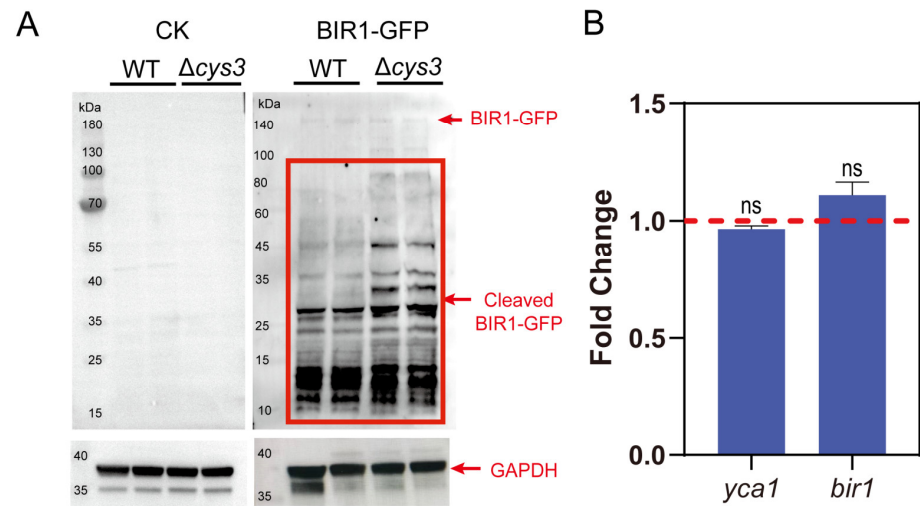 A
CK
BIR1-GFP
WT
Δcys3
WT
Δcys3
kDa
180
130
100
70
55
40
35
25
15
kDa
140
100
80
60
45
35
25
15
10
BIR1-GFP
Cleaved
BIR1-GFP
40
35
40
35
GAPDH
B
Fold Change
1.5
1.0
0.5
0.0
ns
ns
yca1
bir1